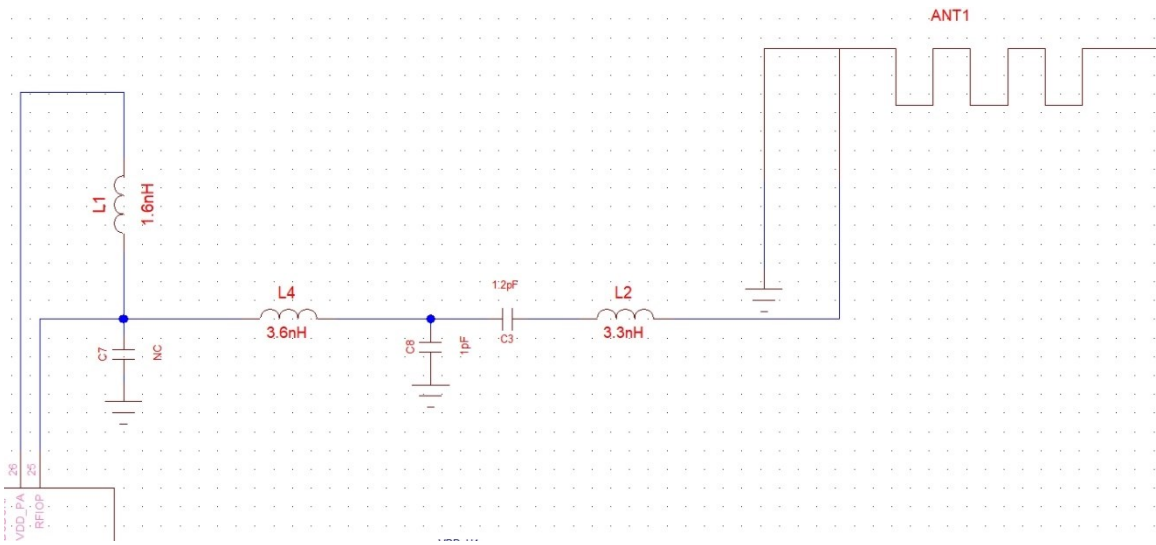 ANT1
L1
1.6nH
L4
3.6nH
1.2pF
C3
L2
3.3nH
C7
NC
C8
1pF
26
25
VDD_PA
RFIOP